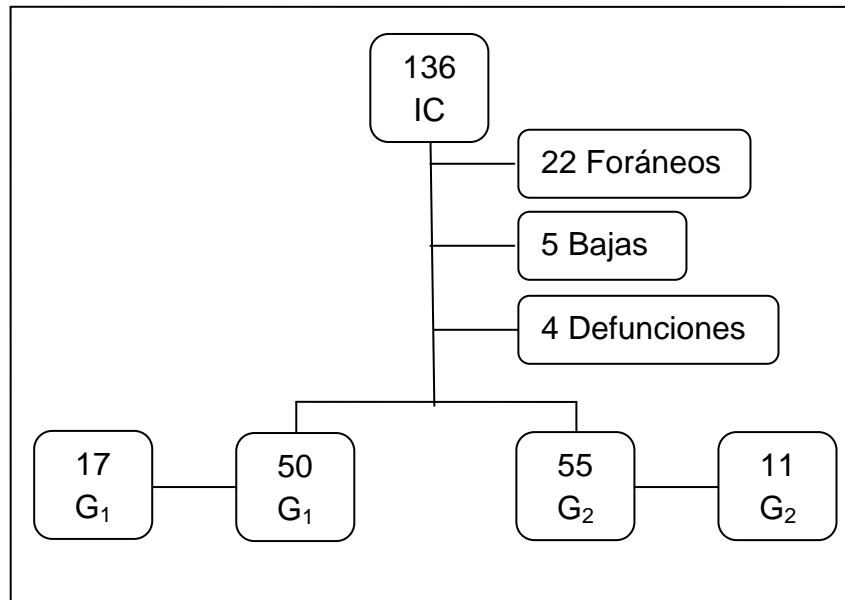 136
IC
22 Foráneos
5 Bajas
4 Defunciones
17
G₁
50
G₁
55
G₂
11
G₂